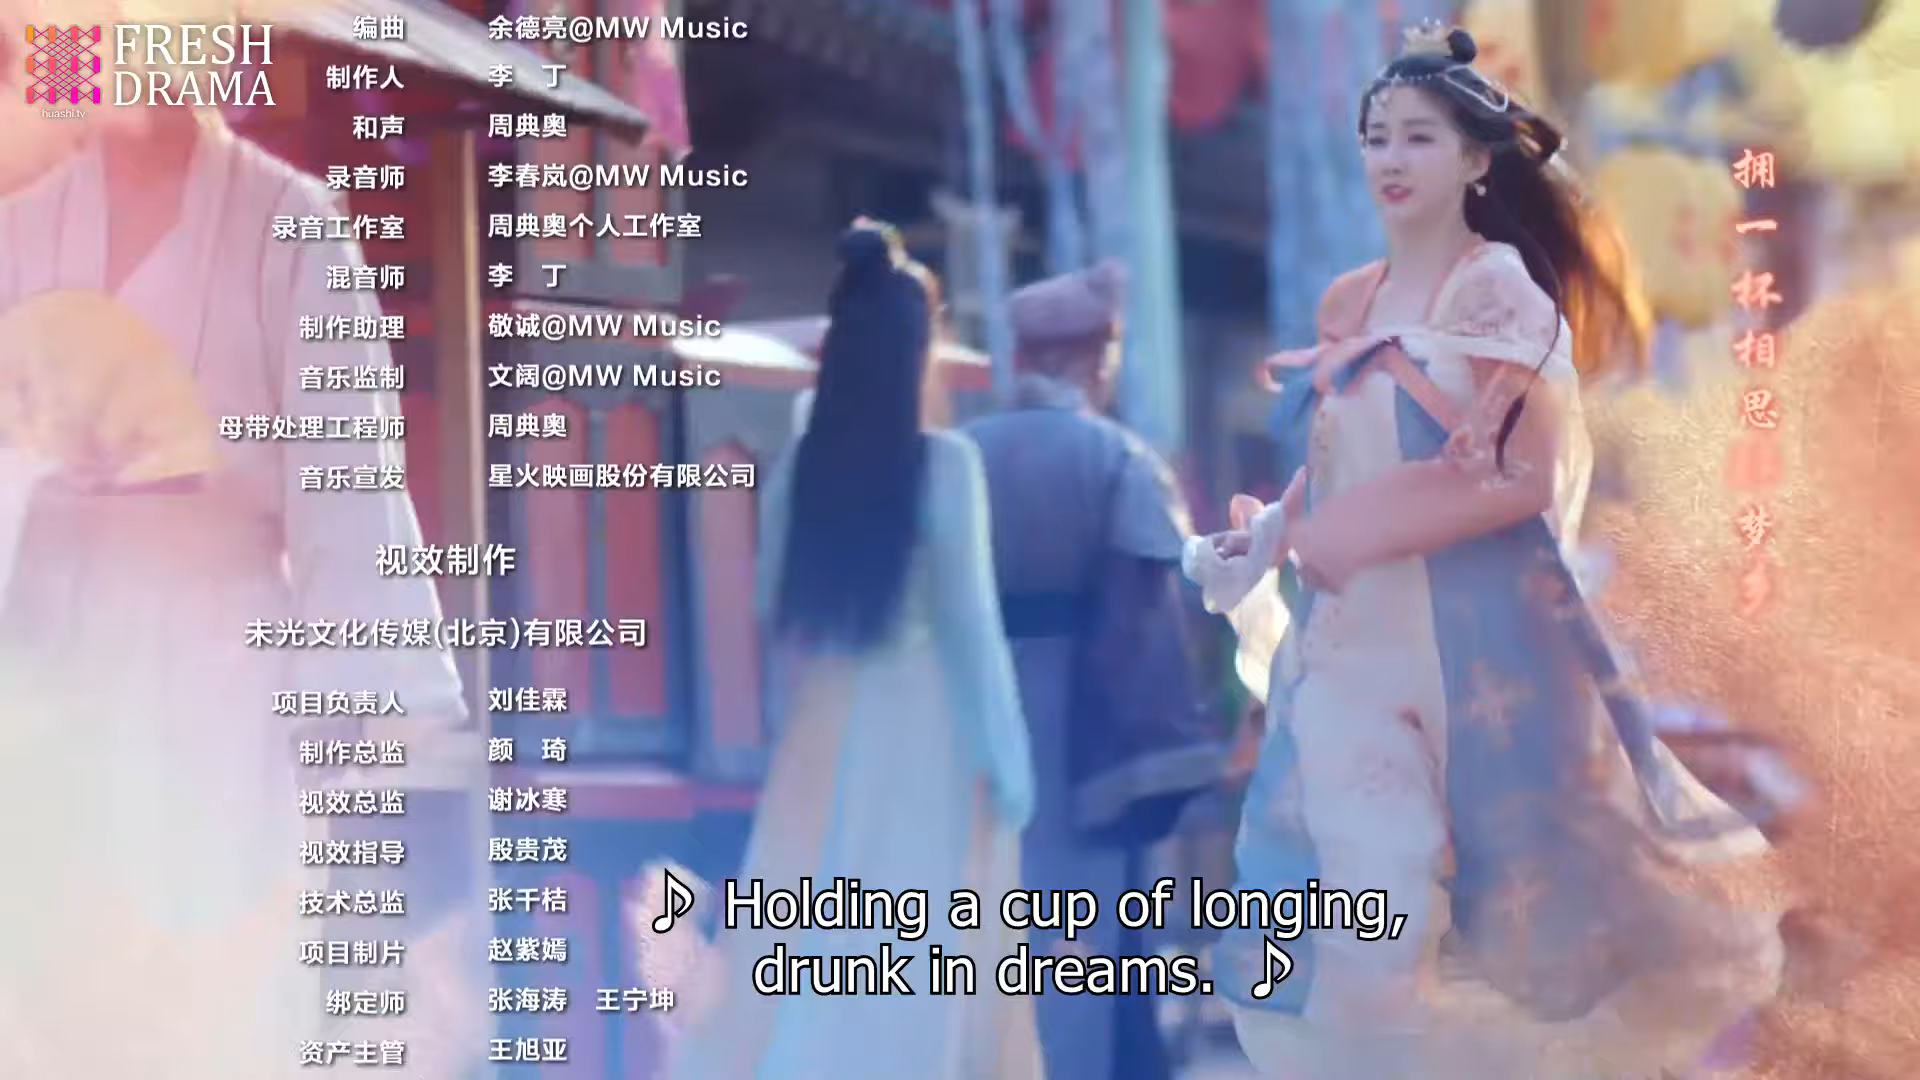 FRESH
DRAMA
huashi.tv
编曲 余德亮@MW Music
制作人 李 丁
和声 周典奥
录音师 李春岚@MW Music
录音工作室 周典奥个人工作室
混音师 李 丁
制作助理 敬诚@MW Music
音乐监制 文阔@MW Music
母带处理工程师 周典奥
音乐宣发 星火映画股份有限公司
视效制作
未光文化传媒(北京)有限公司
项目负责人 刘佳霖
制作总监 颜 琦
视效总监 谢冰寒
视效指导 殷贵茂
技术总监 张千桔
项目制片 赵紫嫣
绑定师 张海涛 王宁坤
资产主管 王旭亚
拥一杯相思 梦乡
♪ Holding a cup of longing,
drunk in dreams. ♪